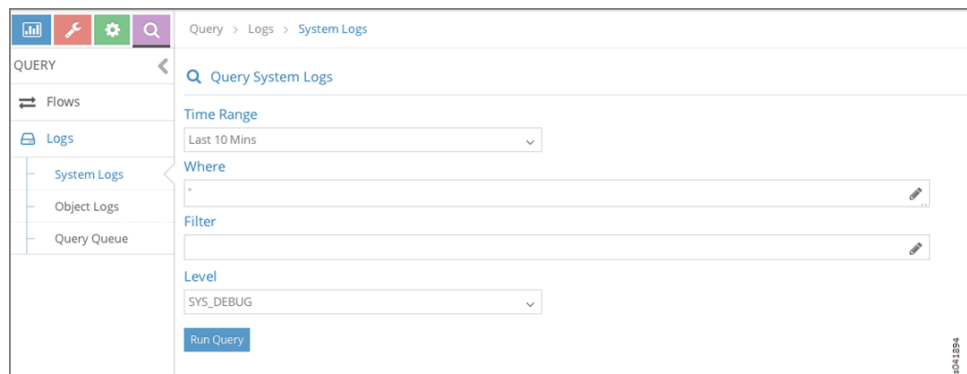 Query > Logs > System Logs
QUERY
Flows
Logs
System Logs
Object Logs
Query Queue
Query System Logs
Time Range
Last 10 Mins
Where
*
Filter
Level
SYS_DEBUG
Run Query
s041894